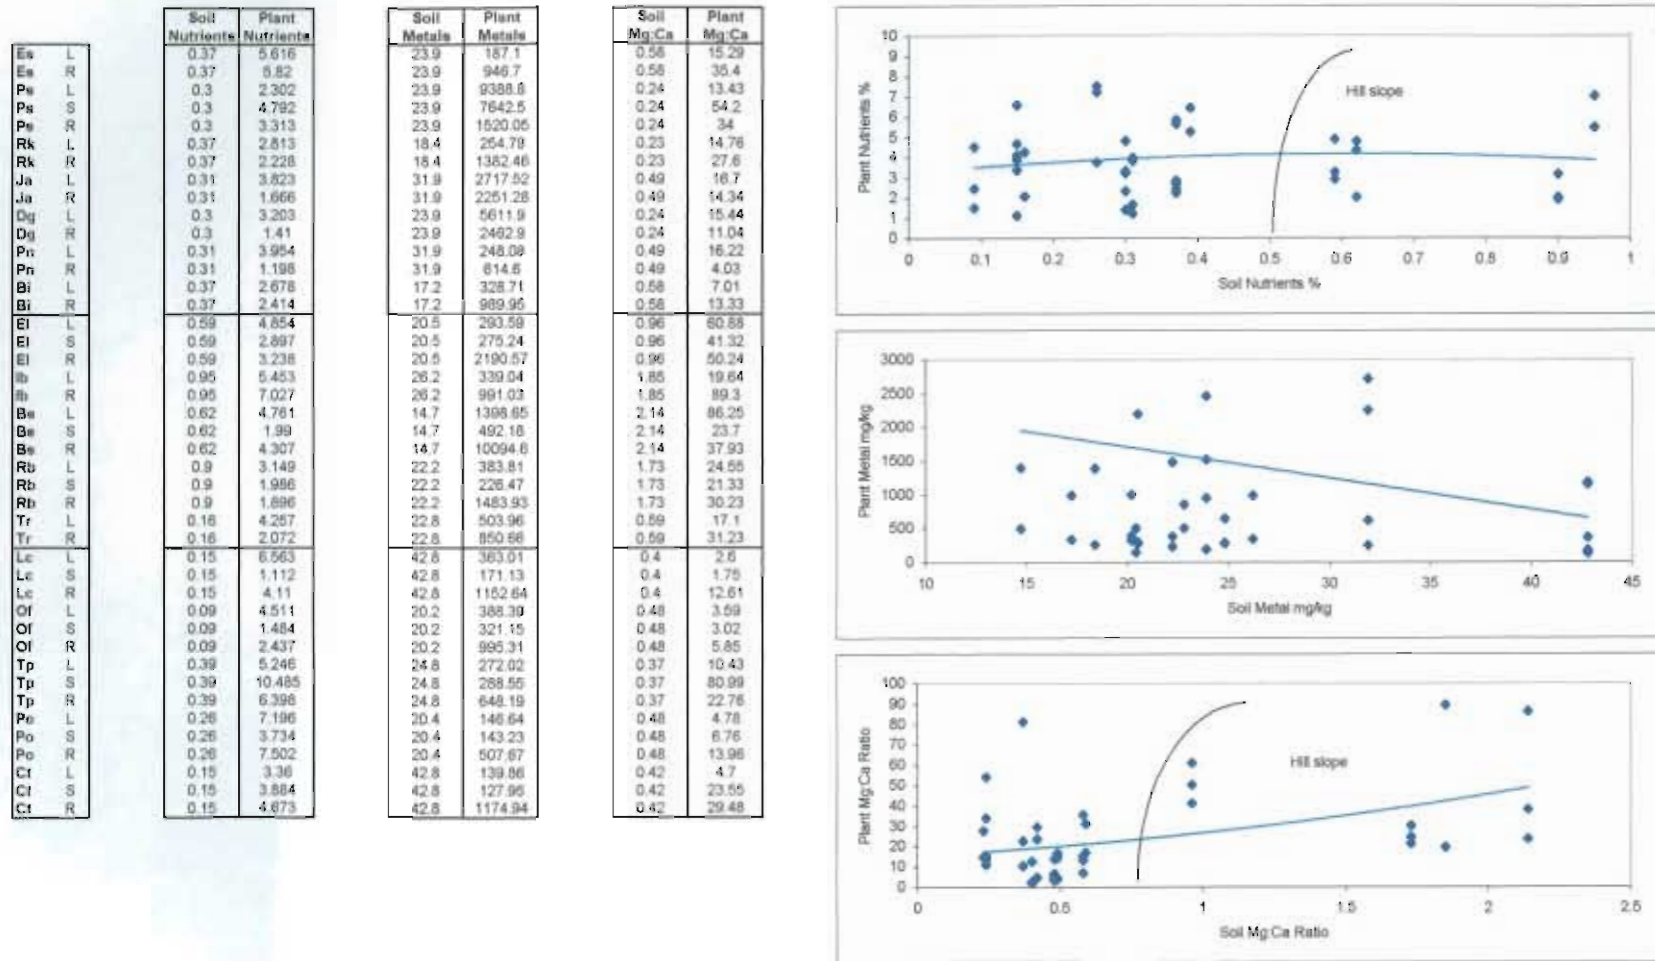 Soil Plant Soil Plant Soil Plant
Nutrients Nutrients Metals Metals Mg:Ca Mg:Ca
Es L 0.37 5.616 23.9 187.1 0.58 15.29
Es R 0.37 5.82 23.9 946.7 0.58 35.4
Ps L 0.3 2.302 23.9 9388.8 0.24 13.43
Ps S 0.3 4.792 23.9 7642.5 0.24 54.2
Ps R 0.3 3.313 23.9 1520.05 0.24 34
Rk L 0.37 2.813 18.4 254.78 0.23 14.76
Rk R 0.37 2.228 18.4 1382.46 0.23 27.6
Ja L 0.31 3.823 31.9 2717.52 0.49 16.7
Ja R 0.31 1.666 31.9 2251.28 0.49 14.34
Dg L 0.3 3.203 23.9 5611.9 0.24 15.44
Dg R 0.3 1.41 23.9 2462.9 0.24 11.04
Pn L 0.31 3.954 31.9 248.08 0.49 16.22
Pn R 0.31 1.198 31.9 614.6 0.49 4.03
Bi L 0.37 2.678 17.2 328.71 0.58 7.01
Bi R 0.37 2.414 17.2 989.95 0.58 13.33
El L 0.59 4.854 20.5 293.59 0.96 60.88
El S 0.59 2.897 20.5 275.24 0.96 41.32
El R 0.59 3.238 20.5 2190.57 0.96 50.24
Ib L 0.95 5.453 26.2 339.04 1.85 19.64
Ib R 0.95 7.027 26.2 991.03 1.85 89.3
Bs L 0.62 4.761 14.7 1398.65 2.14 86.25
Bs S 0.62 1.99 14.7 492.18 2.14 23.7
Bs R 0.62 4.307 14.7 10094.6 2.14 37.93
Rb L 0.9 3.149 22.2 383.81 1.73 24.55
Rb S 0.9 1.986 22.2 226.47 1.73 21.33
Rb R 0.9 1.896 22.2 1483.93 1.73 30.23
Tr L 0.16 4.257 22.8 503.96 0.59 17.1
Tr R 0.16 2.072 22.8 850.66 0.59 31.23
Lc L 0.15 6.563 42.8 363.01 0.4 2.6
Lc S 0.15 1.112 42.8 171.13 0.4 1.75
Lc R 0.15 4.11 42.8 1152.64 0.4 12.61
Of L 0.09 4.511 20.2 388.39 0.48 3.59
Of S 0.09 1.484 20.2 321.15 0.48 3.02
Of R 0.09 2.437 20.2 995.31 0.48 5.85
Tp L 0.39 5.246 24.8 272.02 0.37 10.43
Tp S 0.39 10.485 24.8 288.55 0.37 80.99
Tp R 0.39 6.398 24.8 648.19 0.37 22.76
Po L 0.26 7.196 20.4 146.64 0.48 4.78
Po S 0.26 3.734 20.4 143.23 0.48 6.76
Po R 0.26 7.502 20.4 507.67 0.48 13.96
Ct L 0.15 3.36 42.8 139.86 0.42 4.7
Ct S 0.15 3.884 42.8 127.96 0.42 23.55
Ct R 0.15 4.673 42.8 1174.94 0.42 29.48
Plant Nutrients %
10
9
8
7
6
5
4
3
2
1
0
Hill slope
0 0.1 0.2 0.3 0.4 0.5 0.6 0.7 0.8 0.9 1
Soil Nutrients %
Plant Metal mg/kg
3000
2500
2000
1500
1000
500
0
10 15 20 25 30 35 40 45
Soil Metal mg/kg
Plant Mg:Ca Ratio
100
90
80
70
60
50
40
30
20
10
0
Hill slope
0 0.5 1 1.5 2 2.5
Soil Mg:Ca Ratio